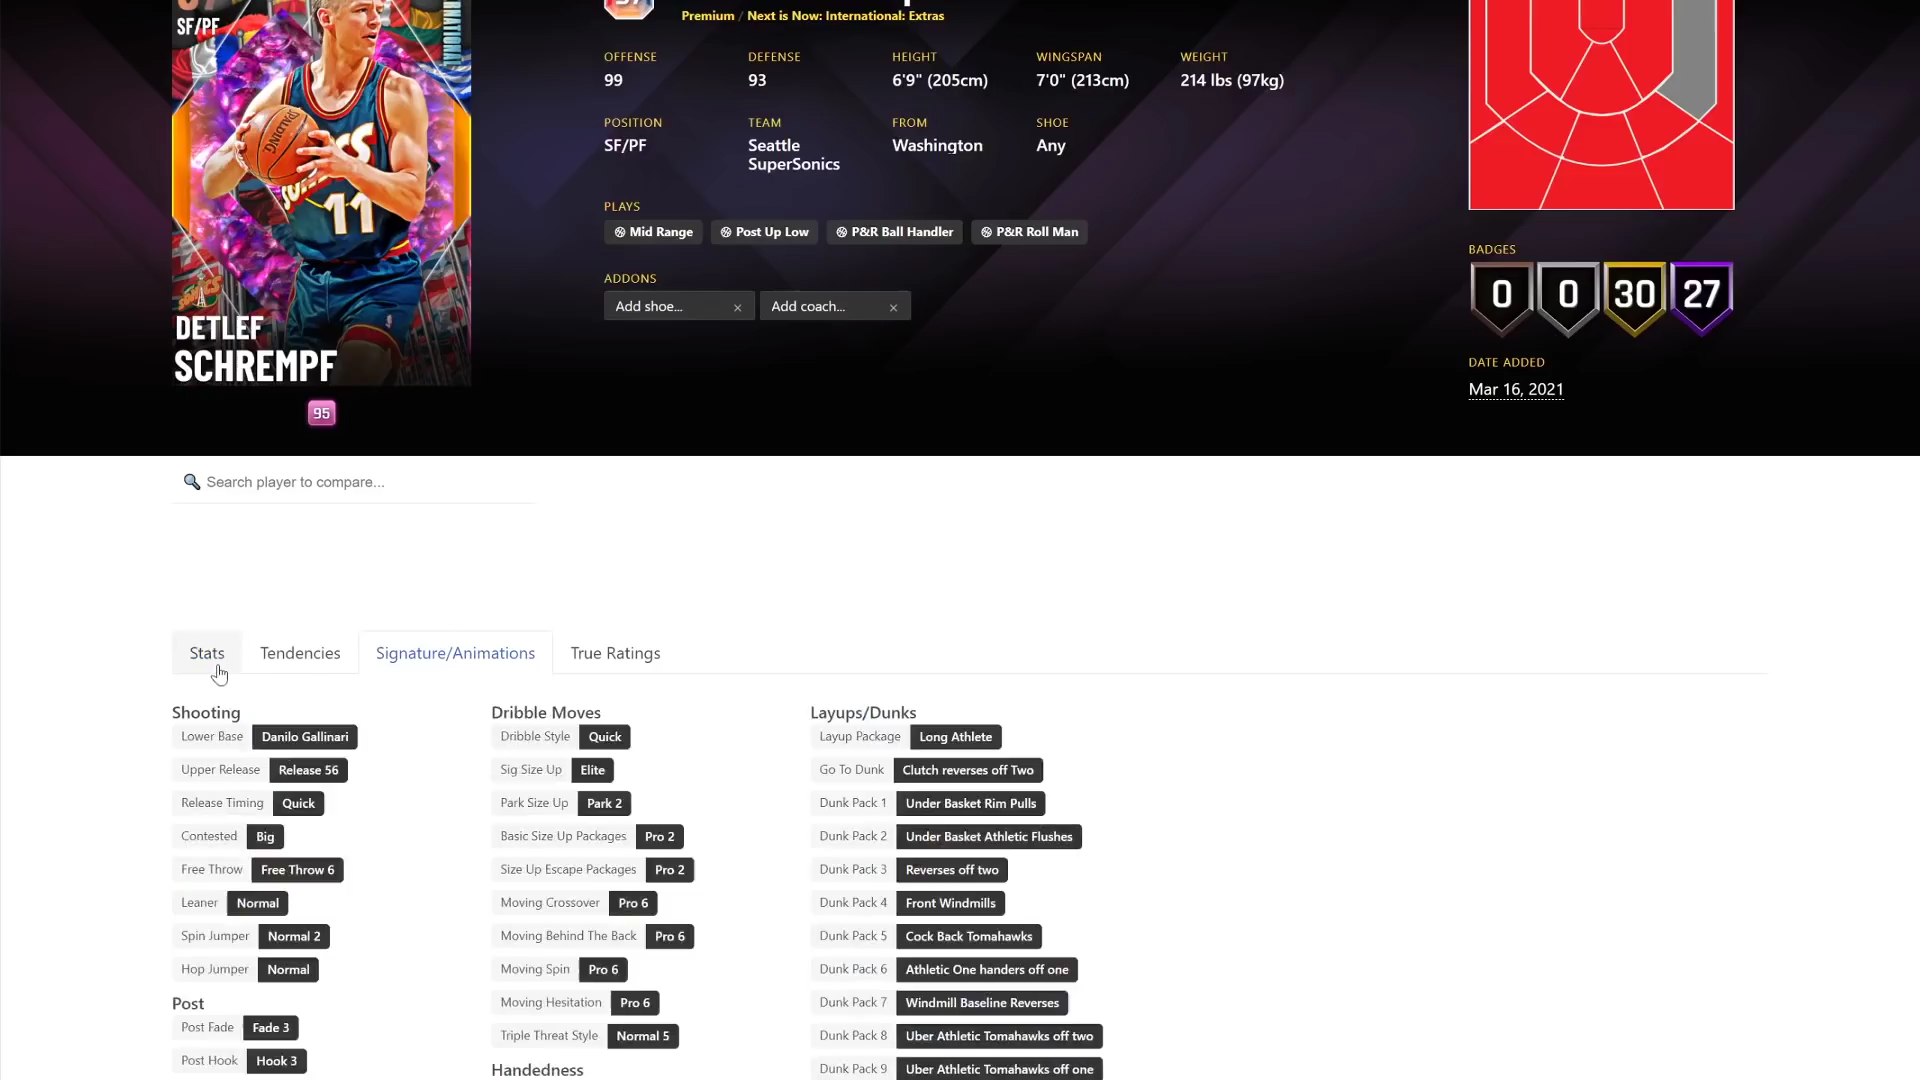 SF/PF
SONICS
11
SPALDING
DETLEF
SCHREMPF
95
Premium / Next is Now: International: Extras
OFFENSE DEFENSE HEIGHT WINGSPAN WEIGHT
99 93 6'9" (205cm) 7'0" (213cm) 214 lbs (97kg)
POSITION TEAM FROM SHOE
SF/PF Seattle SuperSonics Washington Any
PLAYS
Mid Range Post Up Low P&R Ball Handler P&R Roll Man
ADDONS
Add shoe... × Add coach... ×
BADGES
0 0 30 27
DATE ADDED
Mar 16, 2021
Search player to compare...
Stats Tendencies Signature/Animations True Ratings
Shooting
Lower Base Danilo Gallinari
Upper Release Release 56
Release Timing Quick
Contested Big
Free Throw Free Throw 6
Leaner Normal
Spin Jumper Normal 2
Hop Jumper Normal
Post
Post Fade Fade 3
Post Hook Hook 3
Dribble Moves
Dribble Style Quick
Sig Size Up Elite
Park Size Up Park 2
Basic Size Up Packages Pro 2
Size Up Escape Packages Pro 2
Moving Crossover Pro 6
Moving Behind The Back Pro 6
Moving Spin Pro 6
Moving Hesitation Pro 6
Triple Threat Style Normal 5
Handedness
Layups/Dunks
Layup Package Long Athlete
Go To Dunk Clutch reverses off Two
Dunk Pack 1 Under Basket Rim Pulls
Dunk Pack 2 Under Basket Athletic Flushes
Dunk Pack 3 Reverses off two
Dunk Pack 4 Front Windmills
Dunk Pack 5 Cock Back Tomahawks
Dunk Pack 6 Athletic One handers off one
Dunk Pack 7 Windmill Baseline Reverses
Dunk Pack 8 Uber Athletic Tomahawks off two
Dunk Pack 9 Uber Athletic Tomahawks off one